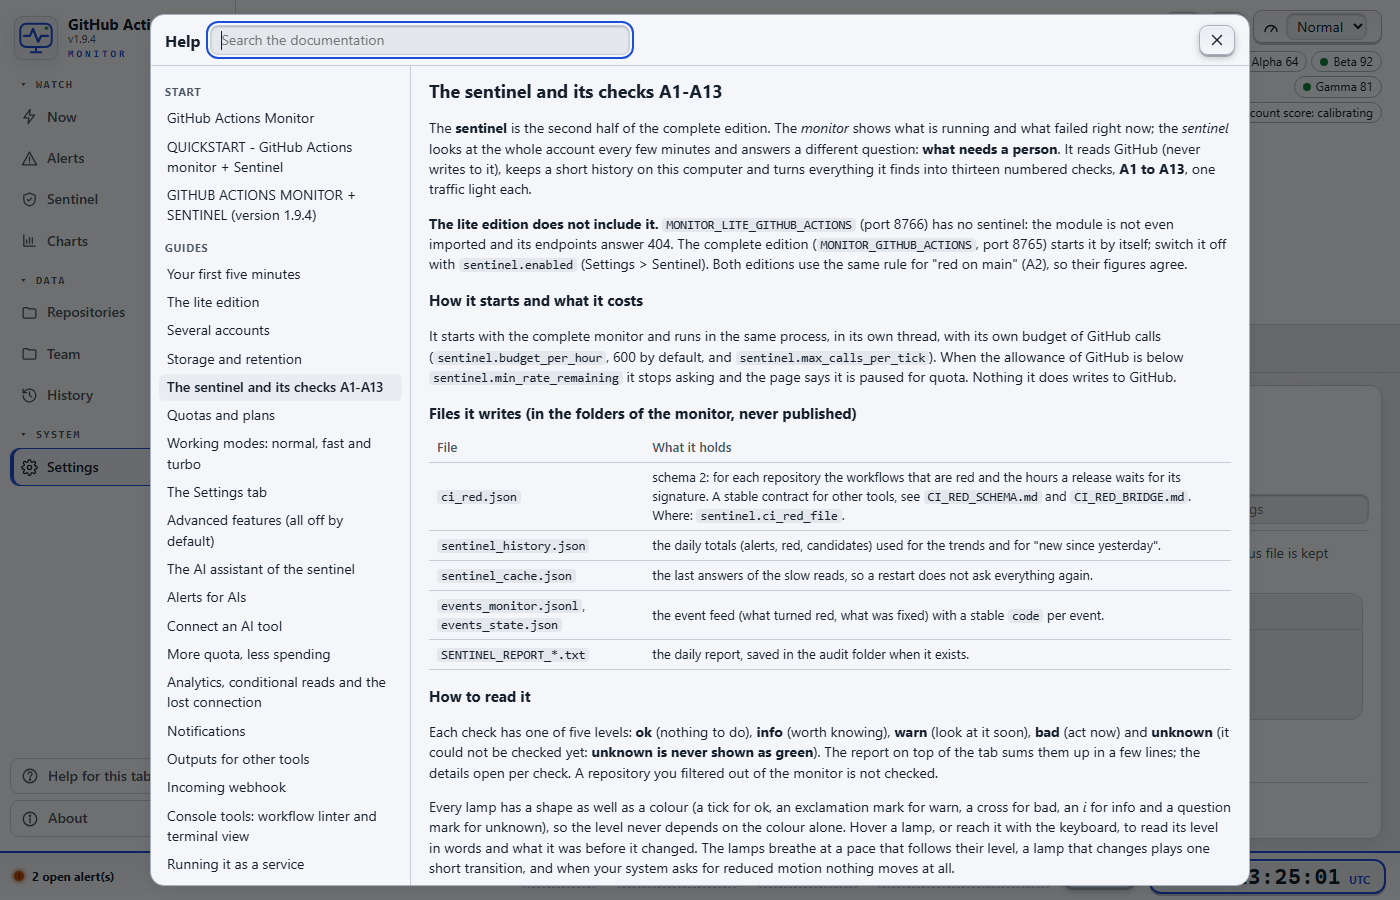 GitHub Acti
v1.9.4
MONITOR
WATCH
Now
Alerts
Sentinel
Charts
DATA
Repositories
Team
History
SYSTEM
Settings
Help for this tab
About
2 open alert(s)
Help
Search the documentation
START
GitHub Actions Monitor
QUICKSTART - GitHub Actions
monitor + Sentinel
GITHUB ACTIONS MONITOR +
SENTINEL (version 1.9.4)
GUIDES
Your first five minutes
The lite edition
Several accounts
Storage and retention
The sentinel and its checks A1-A13
Quotas and plans
Working modes: normal, fast and
turbo
The Settings tab
Advanced features (all off by
default)
The AI assistant of the sentinel
Alerts for AIs
Connect an AI tool
More quota, less spending
Analytics, conditional reads and the
lost connection
Notifications
Outputs for other tools
Incoming webhook
Console tools: workflow linter and
terminal view
Running it as a service
The sentinel and its checks A1-A13
The sentinel is the second half of the complete edition. The monitor shows what is running and what failed right now; the sentinel
looks at the whole account every few minutes and answers a different question: what needs a person. It reads GitHub (never
writes to it), keeps a short history on this computer and turns everything it finds into thirteen numbered checks, A1 to A13, one
traffic light each.
The lite edition does not include it. MONITOR_LITE_GITHUB_ACTIONS (port 8766) has no sentinel: the module is not even
imported and its endpoints answer 404. The complete edition ( MONITOR_GITHUB_ACTIONS, port 8765) starts it by itself; switch it off
with sentinel.enabled (Settings > Sentinel). Both editions use the same rule for "red on main" (A2), so their figures agree.
How it starts and what it costs
It starts with the complete monitor and runs in the same process, in its own thread, with its own budget of GitHub calls
( sentinel.budget_per_hour, 600 by default, and sentinel.max_calls_per_tick ). When the allowance of GitHub is below
sentinel.min_rate_remaining it stops asking and the page says it is paused for quota. Nothing it does writes to GitHub.
Files it writes (in the folders of the monitor, never published)
File What it holds
ci_red.json schema 2: for each repository the workflows that are red and the hours a release waits for its
signature. A stable contract for other tools, see CI_RED_SCHEMA.md and CI_RED_BRIDGE.md.
Where: sentinel.ci_red_file.
sentinel_history.json the daily totals (alerts, red, candidates) used for the trends and for "new since yesterday".
sentinel_cache.json the last answers of the slow reads, so a restart does not ask everything again.
events_monitor.jsonl,
events_state.json the event feed (what turned red, what was fixed) with a stable code per event.
SENTINEL_REPORT_*.txt the daily report, saved in the audit folder when it exists.
How to read it
Each check has one of five levels: ok (nothing to do), info (worth knowing), warn (look at it soon), bad (act now) and unknown (it
could not be checked yet: unknown is never shown as green). The report on top of the tab sums them up in a few lines; the
details open per check. A repository you filtered out of the monitor is not checked.
Every lamp has a shape as well as a colour (a tick for ok, an exclamation mark for warn, a cross for bad, an i for info and a question
mark for unknown), so the level never depends on the colour alone. Hover a lamp, or reach it with the keyboard, to read its level
in words and what it was before it changed. The lamps breathe at a pace that follows their level, a lamp that changes plays one
short transition, and when your system asks for reduced motion nothing moves at all.
Normal
Alpha 64
Beta 92
Gamma 81
count score: calibrating
gs
us file is kept
3:25:01 UTC